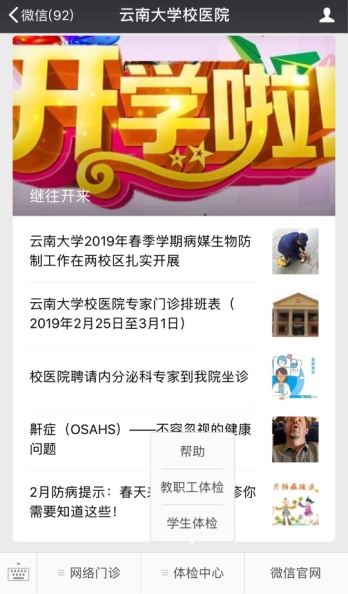 微信(92)
云南大学校医院
开学啦!
继往开来
云南大学2019年春季学期病媒生物防
制工作在两校区扎实开展
云南大学校医院专家门诊排班表（
2019年2月25日至3月1日）
校医院聘请内分泌科专家到我院坐诊
鼾症（OSAHS）——不容忽视的健康
问题
2月防病提示：春天来
诊你
需要知道这些！
帮助
教职工体检
学生体检
网络门诊
体检中心
微信官网